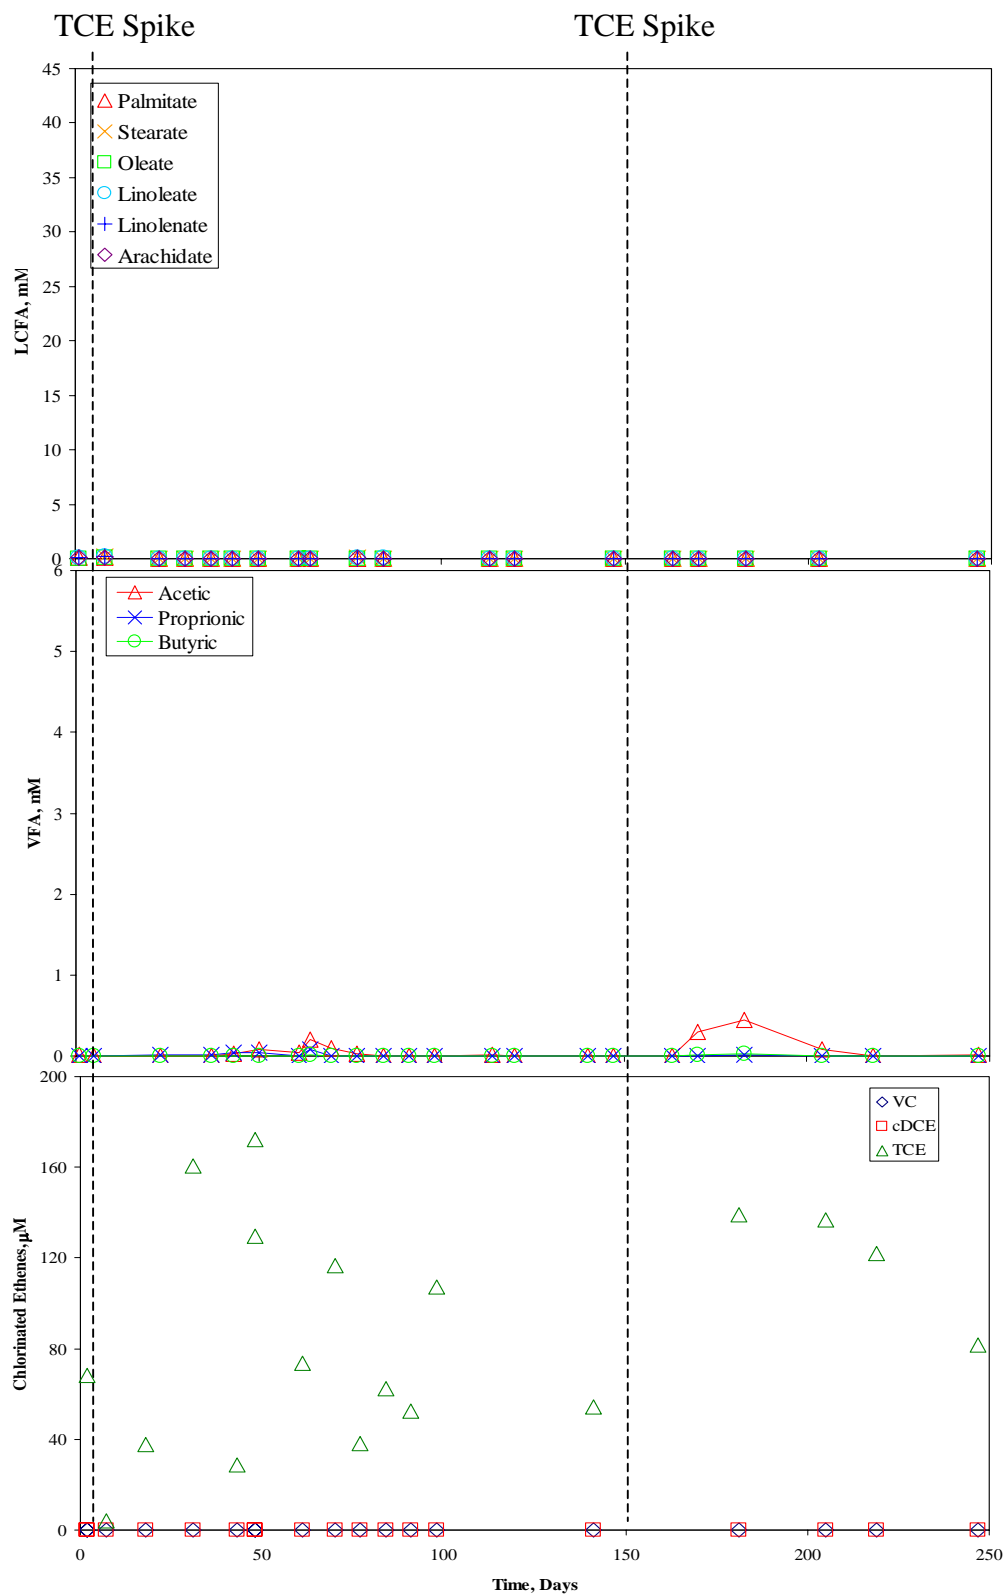 TCE Spike TCE Spike
45
40
35
30
25
20
15
10
5
0
LCFA, mM
Palmitate
Stearate
Oleate
Linoleate
Linolenate
Arachidate
6
5
4
3
2
1
0
VFA, mM
Acetic
Proprionic
Butyric
200
160
120
80
40
0
Chlorinated Ethenes,μM
VC
cDCE
TCE
0 50 100 150 200 250
Time, Days